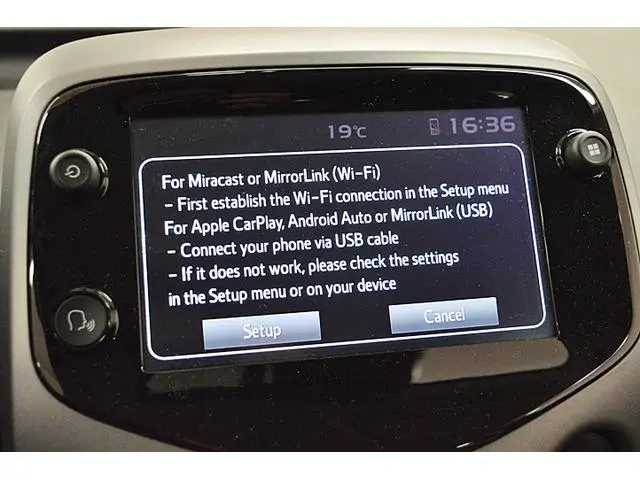 19°C 16:36
For Miracast or MirrorLink (Wi-Fi)
- First establish the Wi-Fi connection in the Setup menu
For Apple CarPlay, Android Auto or MirrorLink (USB)
- Connect your phone via USB cable
- If it does not work, please check the settings
in the Setup menu or on your device
Setup Cancel